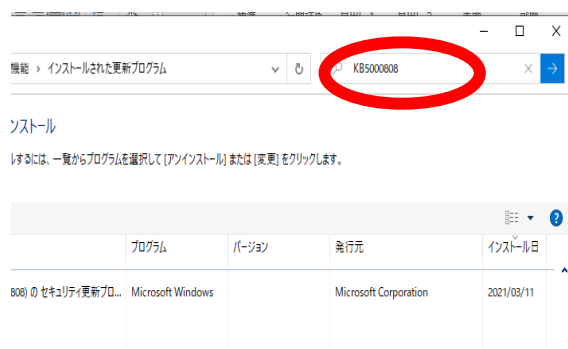 機能 › インストールされた更新プログラム
KB5000808
ンストール
ルするには、一覧からプログラムを選択して [アンインストール] または [変更] をクリックします。
プログラム バージョン 発行元 インストール日
808) の セキュリティ更新プロ... Microsoft Windows Microsoft Corporation 2021/03/11